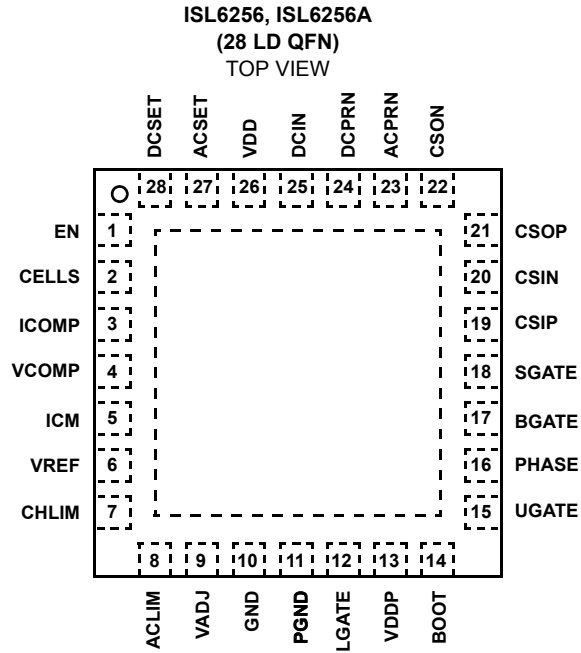 ISL6256, ISL6256A
(28 LD QFN)
TOP VIEW
DCSET
ACSET
VDD
DCIN
DCPRN
ACPRN
CSON
28
27
26
25
24
23
22
EN
1
21
CSOP
CELLS
2
20
CSIN
ICOMP
3
19
CSIP
VCOMP
4
18
SGATE
ICM
5
17
BGATE
VREF
6
16
PHASE
CHLIM
7
15
UGATE
8
9
10
11
12
13
14
ACLIM
VADJ
GND
PGND
LGATE
VDDP
BOOT